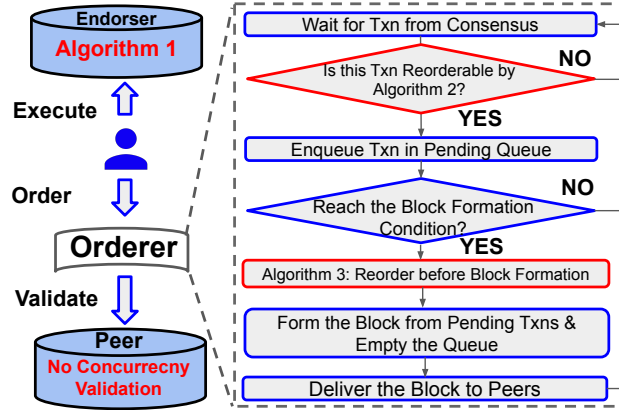 Endorser
Algorithm 1
Execute
Order
Orderer
Validate
Peer
No Concurrecny
Validation
Wait for Txn from Consensus
Is this Txn Reorderable by
Algorithm 2?
NO
YES
Enqueue Txn in Pending Queue
Reach the Block Formation
Condition?
NO
YES
Algorithm 3: Reorder before Block Formation
Form the Block from Pending Txns &
Empty the Queue
Deliver the Block to Peers